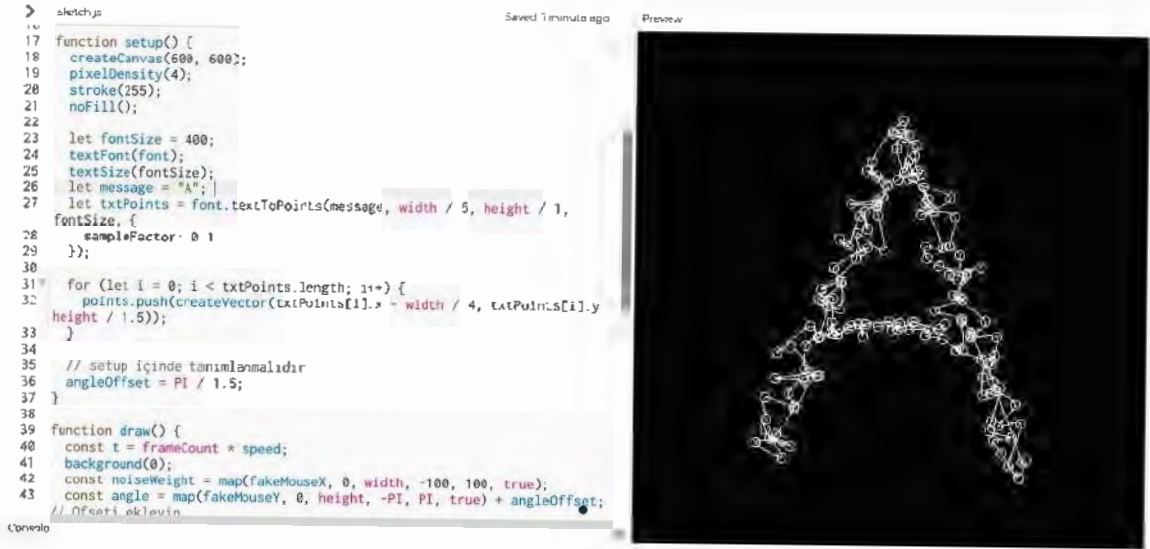 sketch.js
Saved 1 minute ago
Preview
17 function setup() {
18 createCanvas(600, 600);
19 pixelDensity(4);
20 stroke(255);
21 noFill();
22
23 let fontSize = 400;
24 textFont(font);
25 textSize(fontSize);
26 let message = "A";
27 let txtPoints = font.textToPoints(message, width / 5, height / 1,
fontSize, {
28 sampleFactor: 0.1
29 });
30
31 for (let i = 0; i < txtPoints.length; i++) {
32 points.push(createVector(txtPoints[i].x - width / 4, txtPoints[i].y
height / 1.5));
33 }
34
35 // setup içinde tanımlanmalıdır
36 angleOffset = PI / 1.5;
37 }
38
39 function draw() {
40 const t = frameCount * speed;
41 background(0);
42 const noiseWeight = map(fakeMouseX, 0, width, -100, 100, true);
43 const angle = map(fakeMouseY, 0, height, -PI, PI, true) + angleOffset;
// Ofseti ekleyin
Console